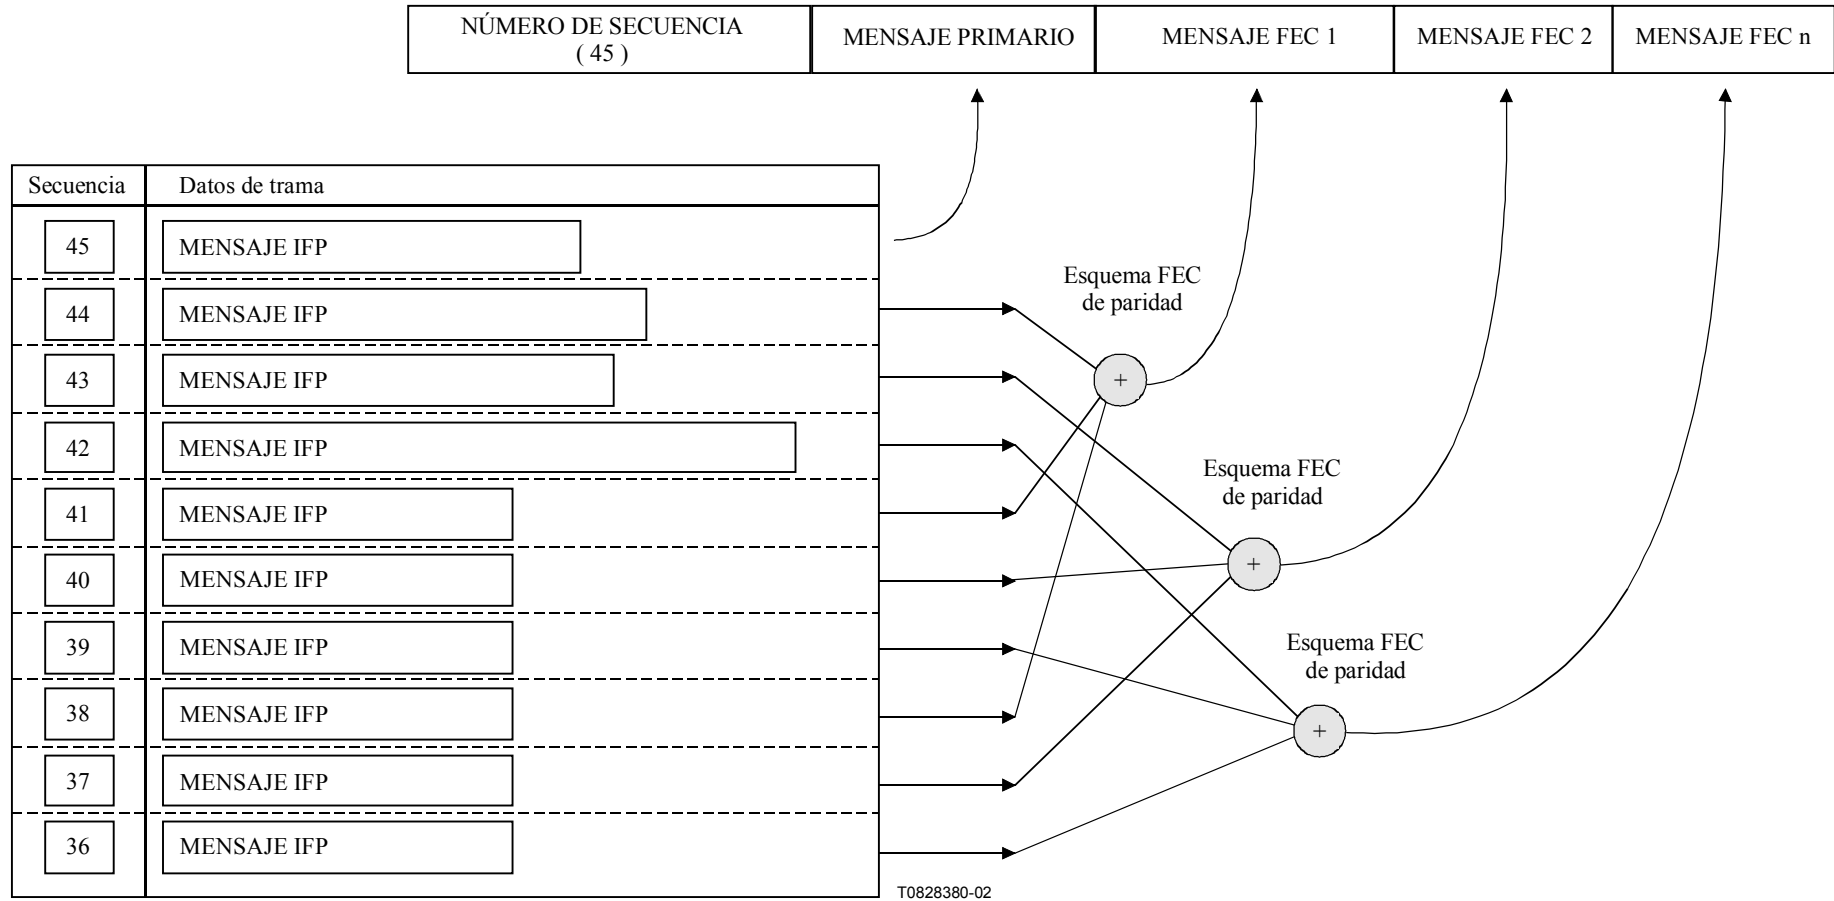 NÚMERO DE SECUENCIA
( 45 )
MENSAJE PRIMARIO
MENSAJE FEC 1
MENSAJE FEC 2
MENSAJE FEC n
Secuencia
Datos de trama
45
MENSAJE IFP
44
MENSAJE IFP
43
MENSAJE IFP
42
MENSAJE IFP
41
MENSAJE IFP
40
MENSAJE IFP
39
MENSAJE IFP
38
MENSAJE IFP
37
MENSAJE IFP
36
MENSAJE IFP
Esquema FEC
de paridad
+
Esquema FEC
de paridad
+
Esquema FEC
de paridad
+
T0828380-02